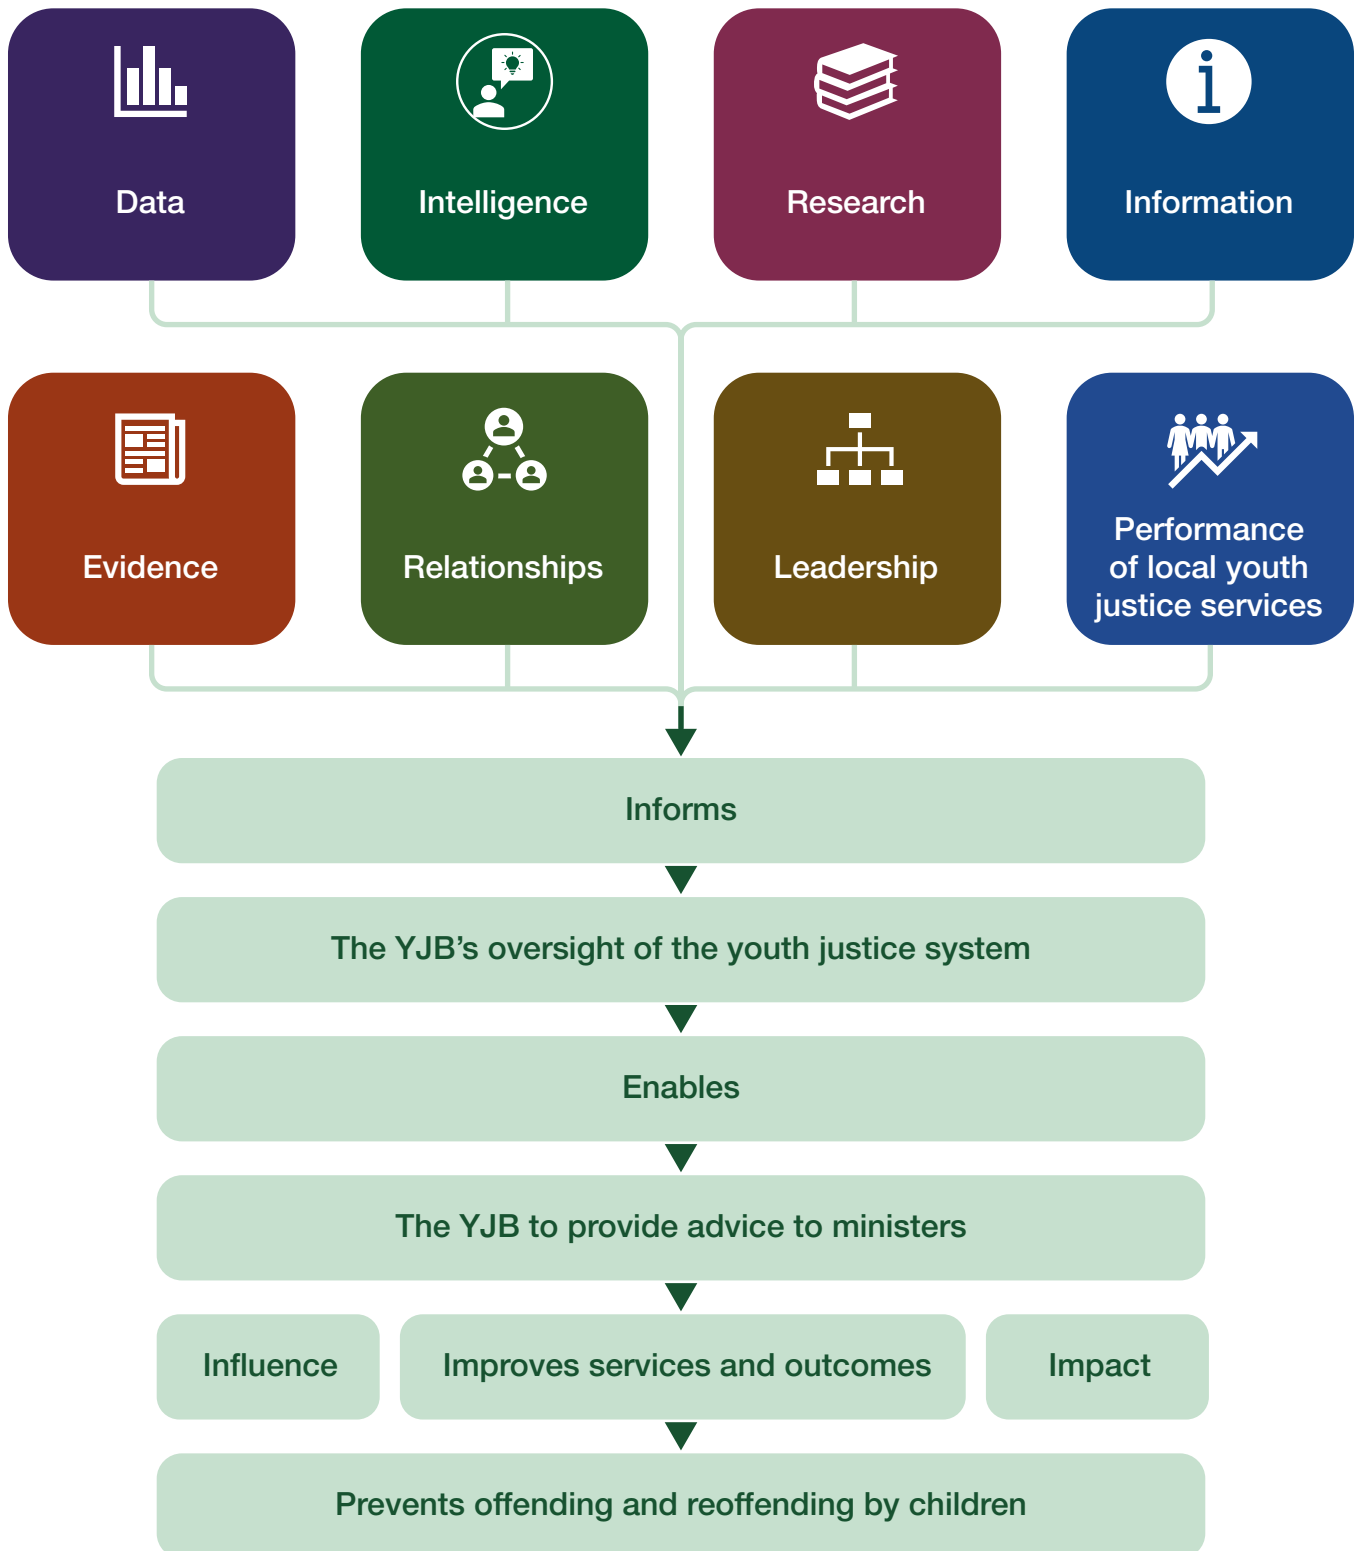 Data
Intelligence
Research
Information
Evidence
Relationships
Leadership
Performance
of local youth
justice services
Informs
The YJB’s oversight of the youth justice system
Enables
The YJB to provide advice to ministers
Influence
Improves services and outcomes
Impact
Prevents offending and reoffending by children